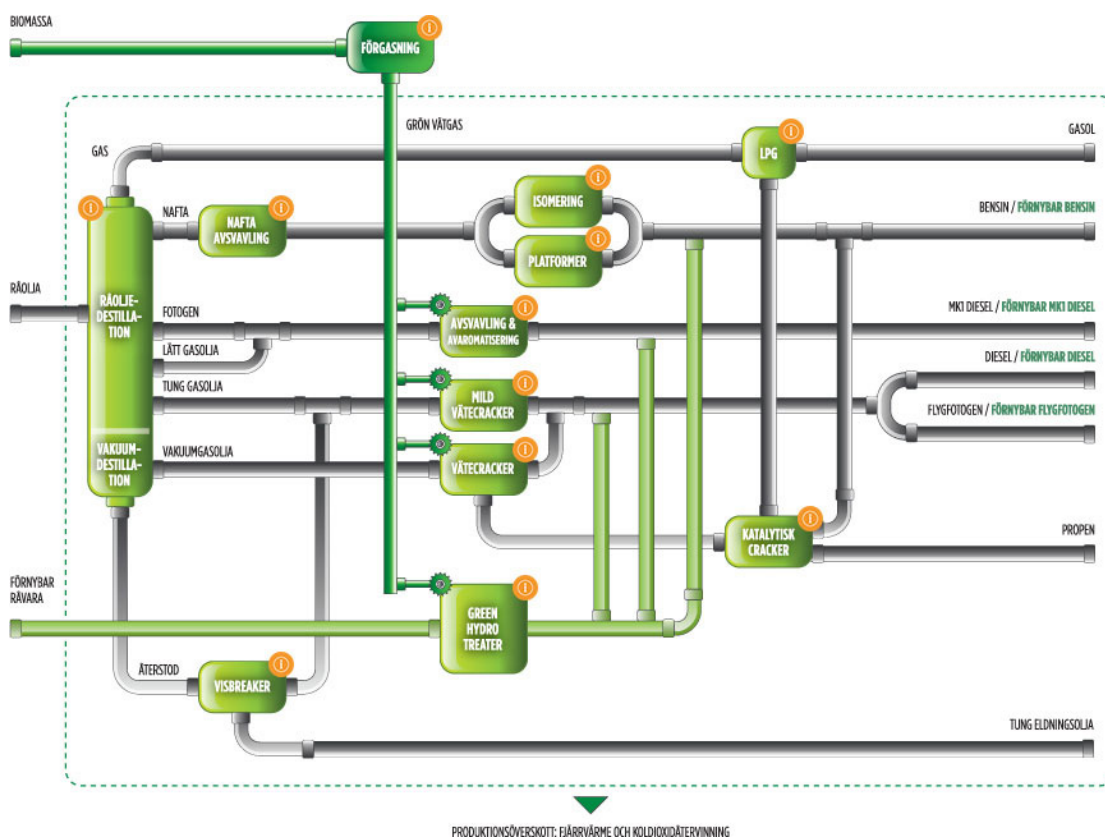 BIOMASSA
FÖRGASNING
GRÖN VÄTGAS
GAS
LPG
GASOL
NAFTA
NAFTA
AVSVAVLING
ISOMERING
PLATFORMER
BENSIN / FÖRNYBAR BENSIN
RÅOLJA
RÅOLJE-
DESTILLA-
TION
FOTOGEN
AVSVAVLING &
AVAROMATISERING
MK1 DIESEL / FÖRNYBAR MK1 DIESEL
LÄTT GASOLJA
DIESEL / FÖRNYBAR DIESEL
TUNG GASOLJA
MILD
VÄTECRACKER
FLYGFOTOGEN / FÖRNYBAR FLYGFOTOGEN
VAKUUM-
DESTILLA-
TION
VAKUUMGASOLJA
VÄTECRACKER
KATALYTISK
CRACKER
PROPEN
FÖRNYBAR
RÅVARA
GREEN
HYDRO
TREATER
ÅTERSTOD
VISBREAKER
TUNG ELDNINGSOLJA
PRODUKTIONSÖVERSKOTT: FJÄRRVÄRME OCH KOLDIOXIDÅTERVINNING